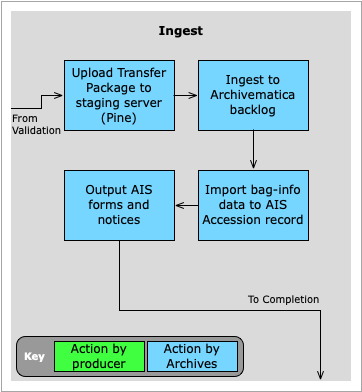 Ingest
Upload Transfer
Package to
staging server
(Pine)
Ingest to
Archivematica
backlog
From
Validation
Output AIS
forms and
notices
Import bag-info
data to AIS
Accession record
To Completion
Key
Action by
producer
Action by
Archives